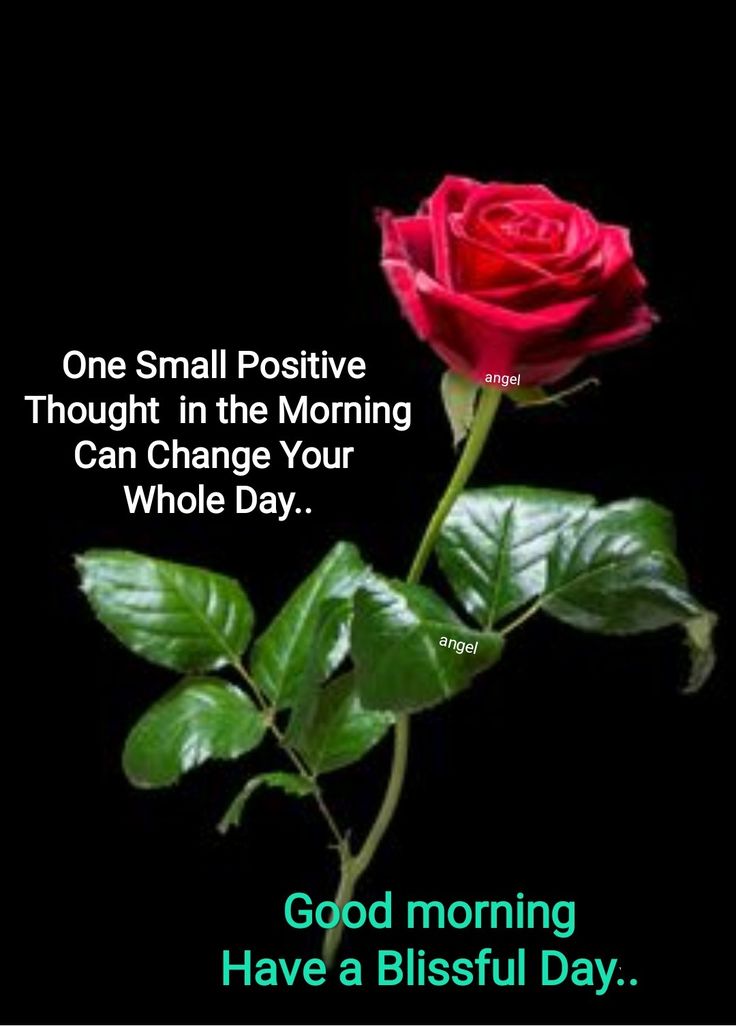 One Small Positive
Thought  in the Morning
Can Change Your
Whole Day..
angel
angel
Good morning
Have a Blissful Day..